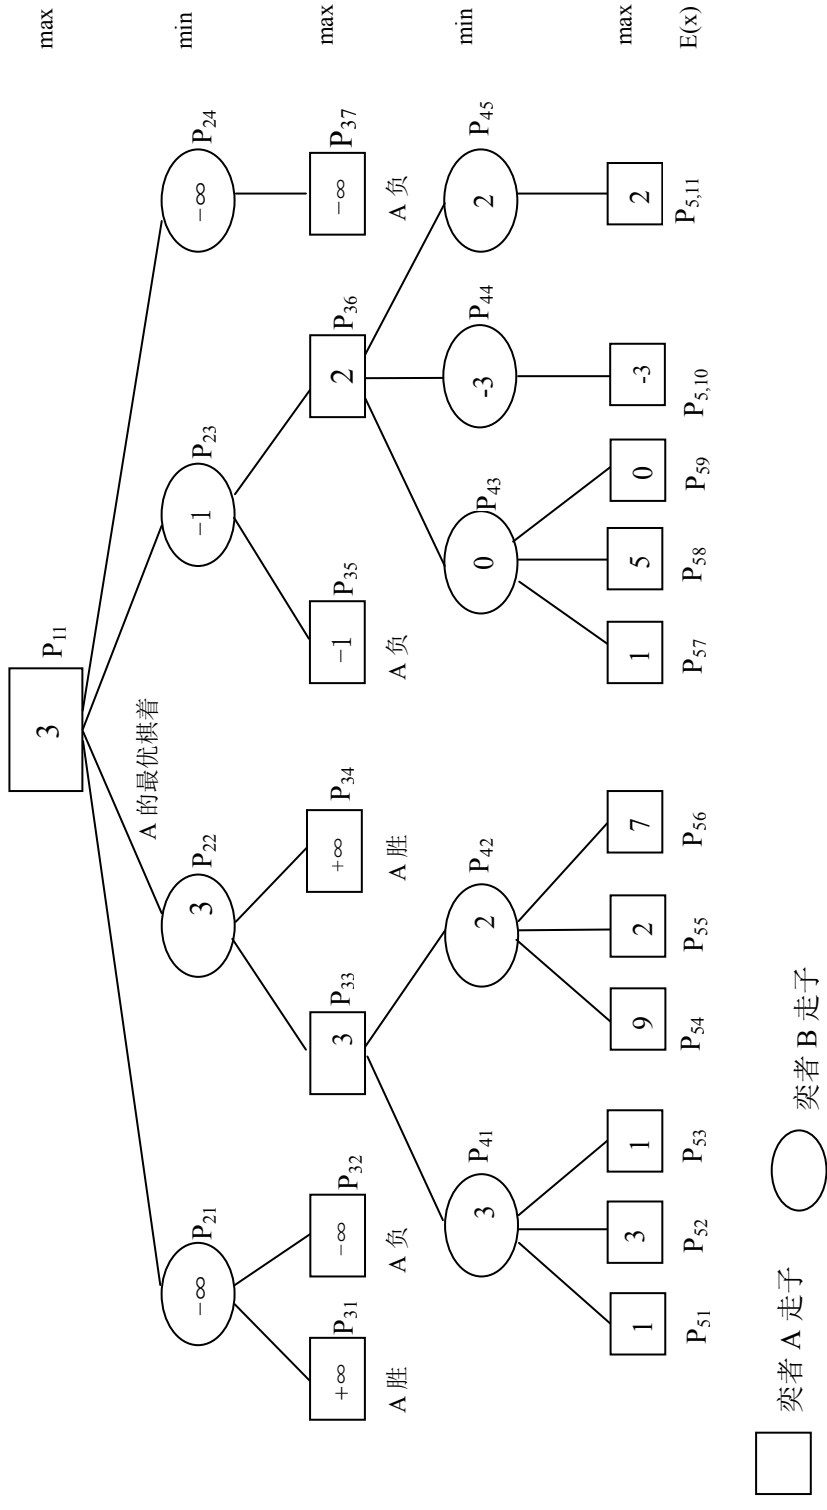 3 P11 max
A 的最优棋着
−∞ P21 3 P22 −1 P23 −∞ P24 min
+∞ P31 −∞ P32 3 P33 +∞ P34 −1 P35 2 P36 −∞ P37 max
A 胜 A 负 A 胜 A 负 A 负
3 P41 2 P42 0 P43 -3 P44 2 P45 min
1 3 1 9 2 7 1 5 0 -3 2 max
P51 P52 P53 P54 P55 P56 P57 P58 P59 P5,10 P5,11 E(x)
奕者 A 走子 奕者 B 走子